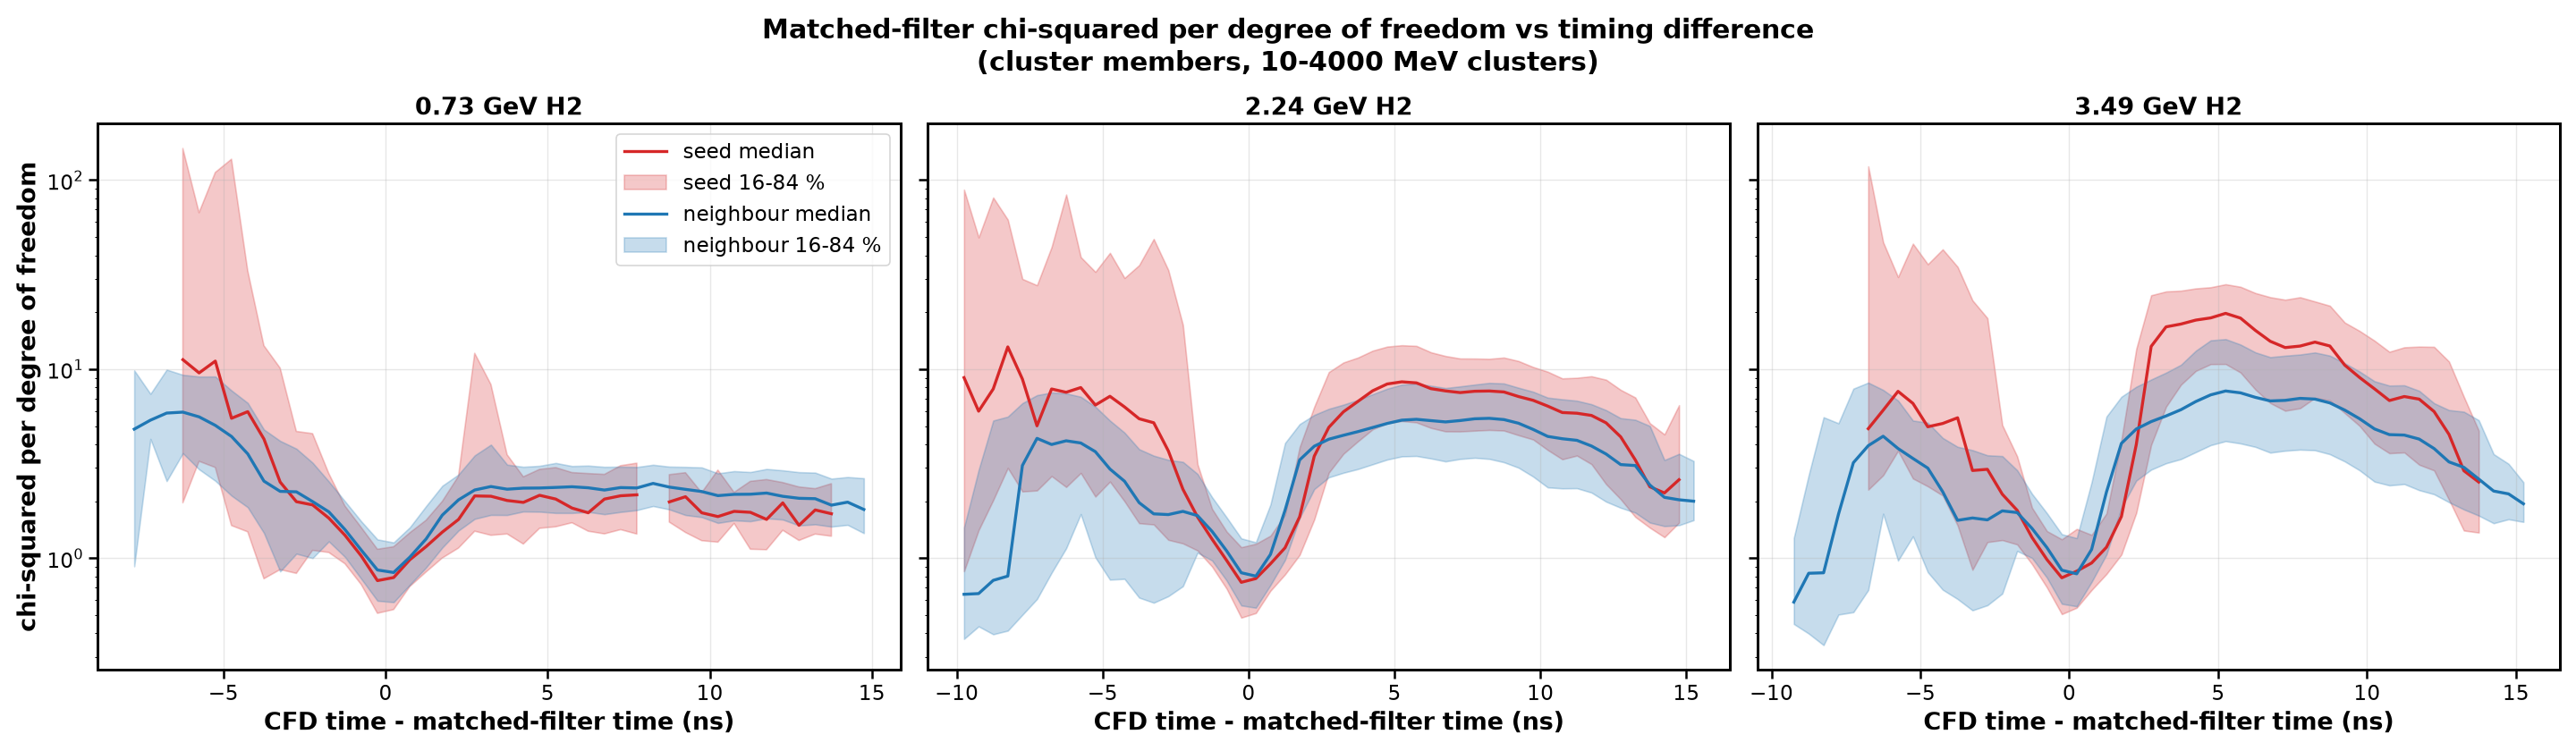 Matched-filter chi-squared per degree of freedom vs timing difference
(cluster members, 10-4000 MeV clusters)
0.73 GeV H2
2.24 GeV H2
3.49 GeV H2
chi-squared per degree of freedom
10²
10¹
10⁰
seed median
seed 16-84 %
neighbour median
neighbour 16-84 %
−5 0 5 10 15
−10 −5 0 5 10 15
−10 −5 0 5 10 15
CFD time - matched-filter time (ns)
CFD time - matched-filter time (ns)
CFD time - matched-filter time (ns)